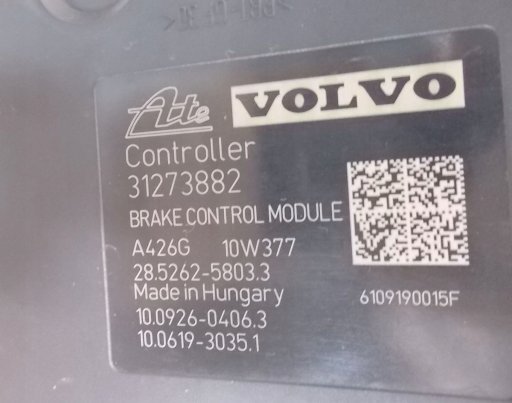 Ate VOLVO
Controller
31273882
BRAKE CONTROL MODULE
A426G 10W377
28.5262-5803.3
Made in Hungary
6109190015F
10.0926-0406.3
10.0619-3035.1